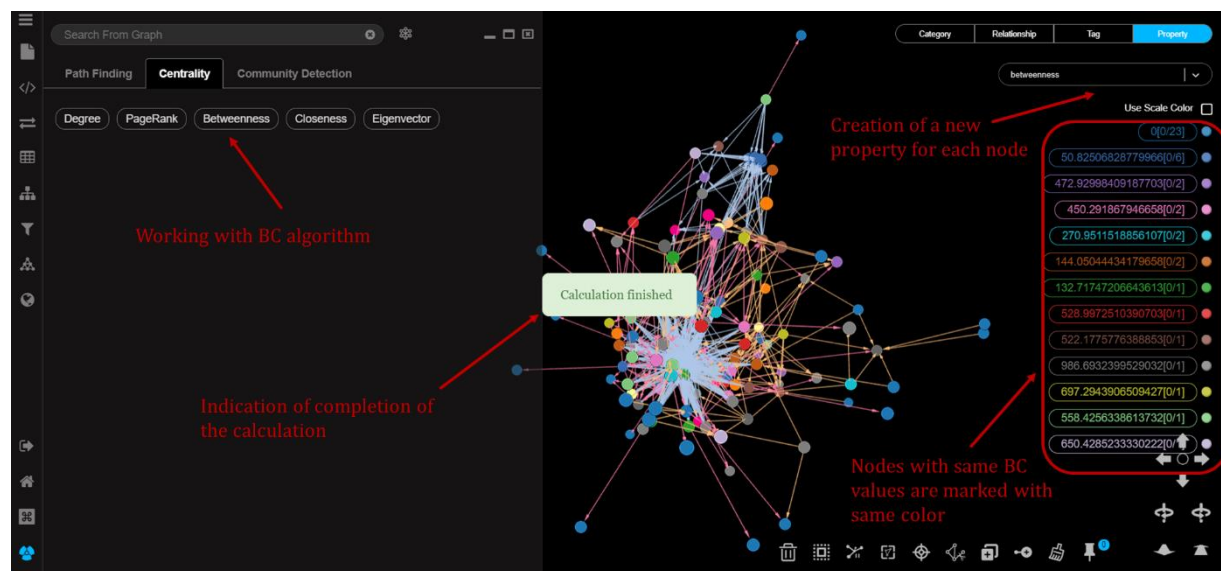 Search From Graph
Path Finding
Centrality
Community Detection
Degree
PageRank
Betweenness
Closeness
Eigenvector
Working with BC algorithm
Indication of completion of
the calculation
Calculation finished
Category
Relationship
Tag
Property
betweenness
Use Scale Color
Creation of a new
property for each node
0[0/23]
50.82506828779966[0/6]
472.92998409187703[0/2]
450.291867946658[0/2]
270.9511518856107[0/2]
144.05044434179658[0/2]
132.71747206643613[0/1]
528.9972510390703[0/1]
522.1775776388853[0/1]
986.6932399529032[0/1]
697.2943906509427[0/1]
558.4256338613732[0/1]
650.4285233330222[0/1]
Nodes with same BC
values are marked with
same color
0